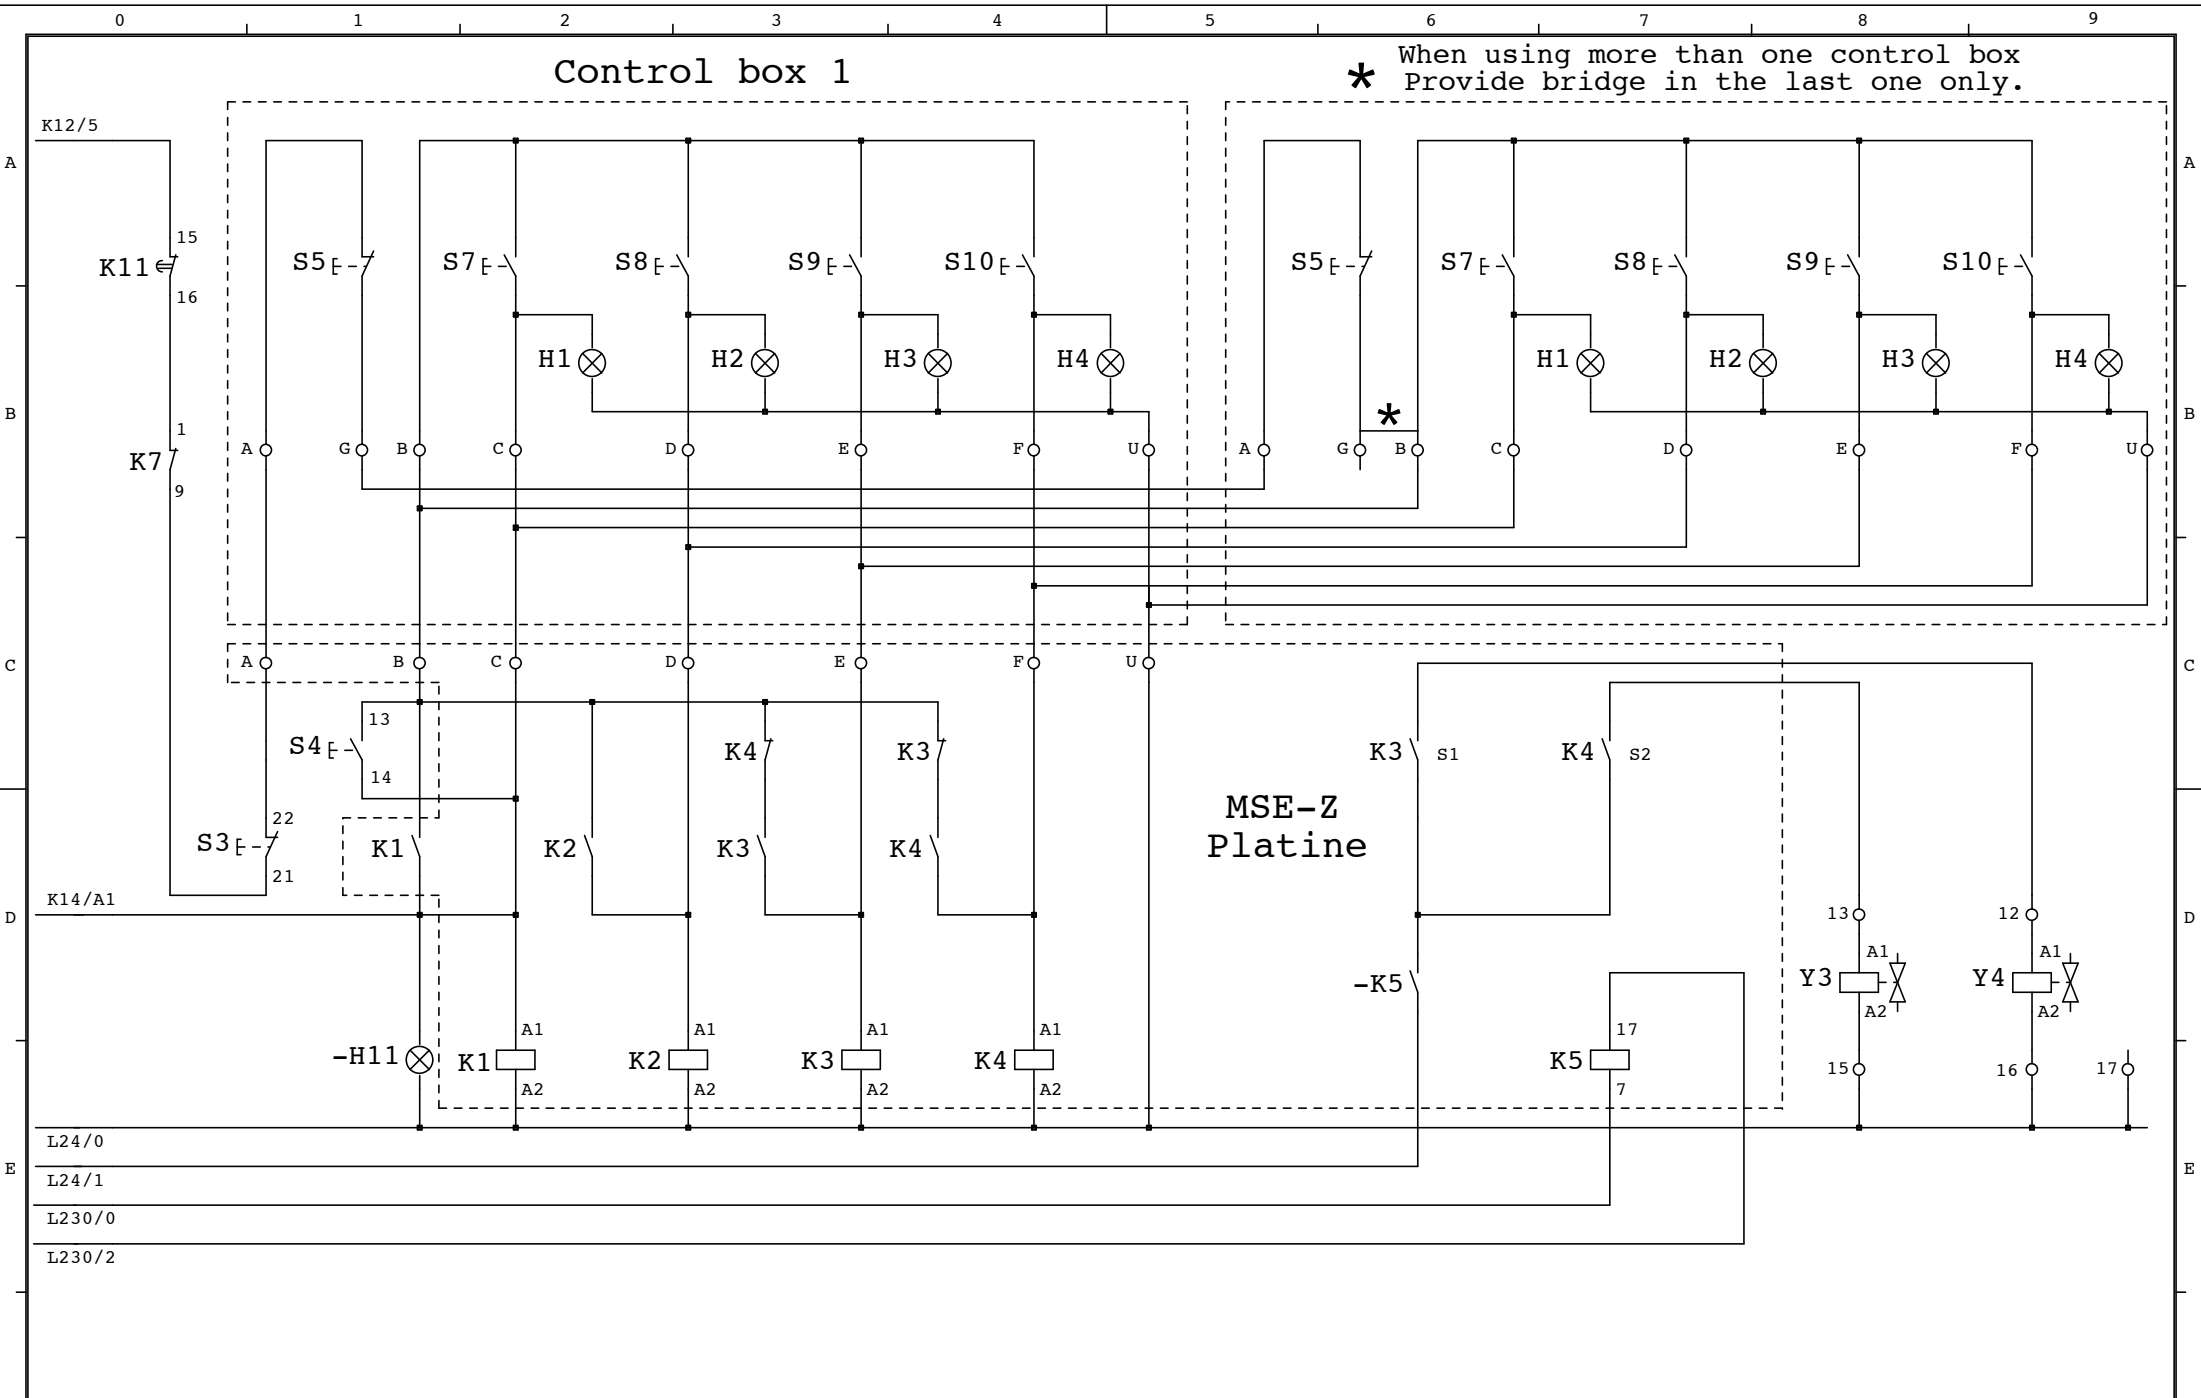 0 1 2 3 4 5 6 7 8 9
Control box 1
* When using more than one control box
Provide bridge in the last one only.
K12/5
A A
15
K11 S5 S7 S8 S9 S10 S5 S7 S8 S9 S10
16
H1 H2 H3 H4 H1 H2 H3 H4
B * B
1
K7
9
A G B C D E F U A G B C D E F U
C A B C D E F U C
13
S4 K4 K3 K3 S1 K4 S2
14
MSE-Z
Platine
22
S3 K1 K2 K3 K4
21
K14/A1
D 13 12 D
A1 A1
-K5 Y3 Y4
A2 A2
A1 A1 A1 A1 17
-H11 K1 K2 K3 K4 K5 15 16 17
A2 A2 A2 A2 7
L24/0
E E
L24/1
L230/0
L230/2